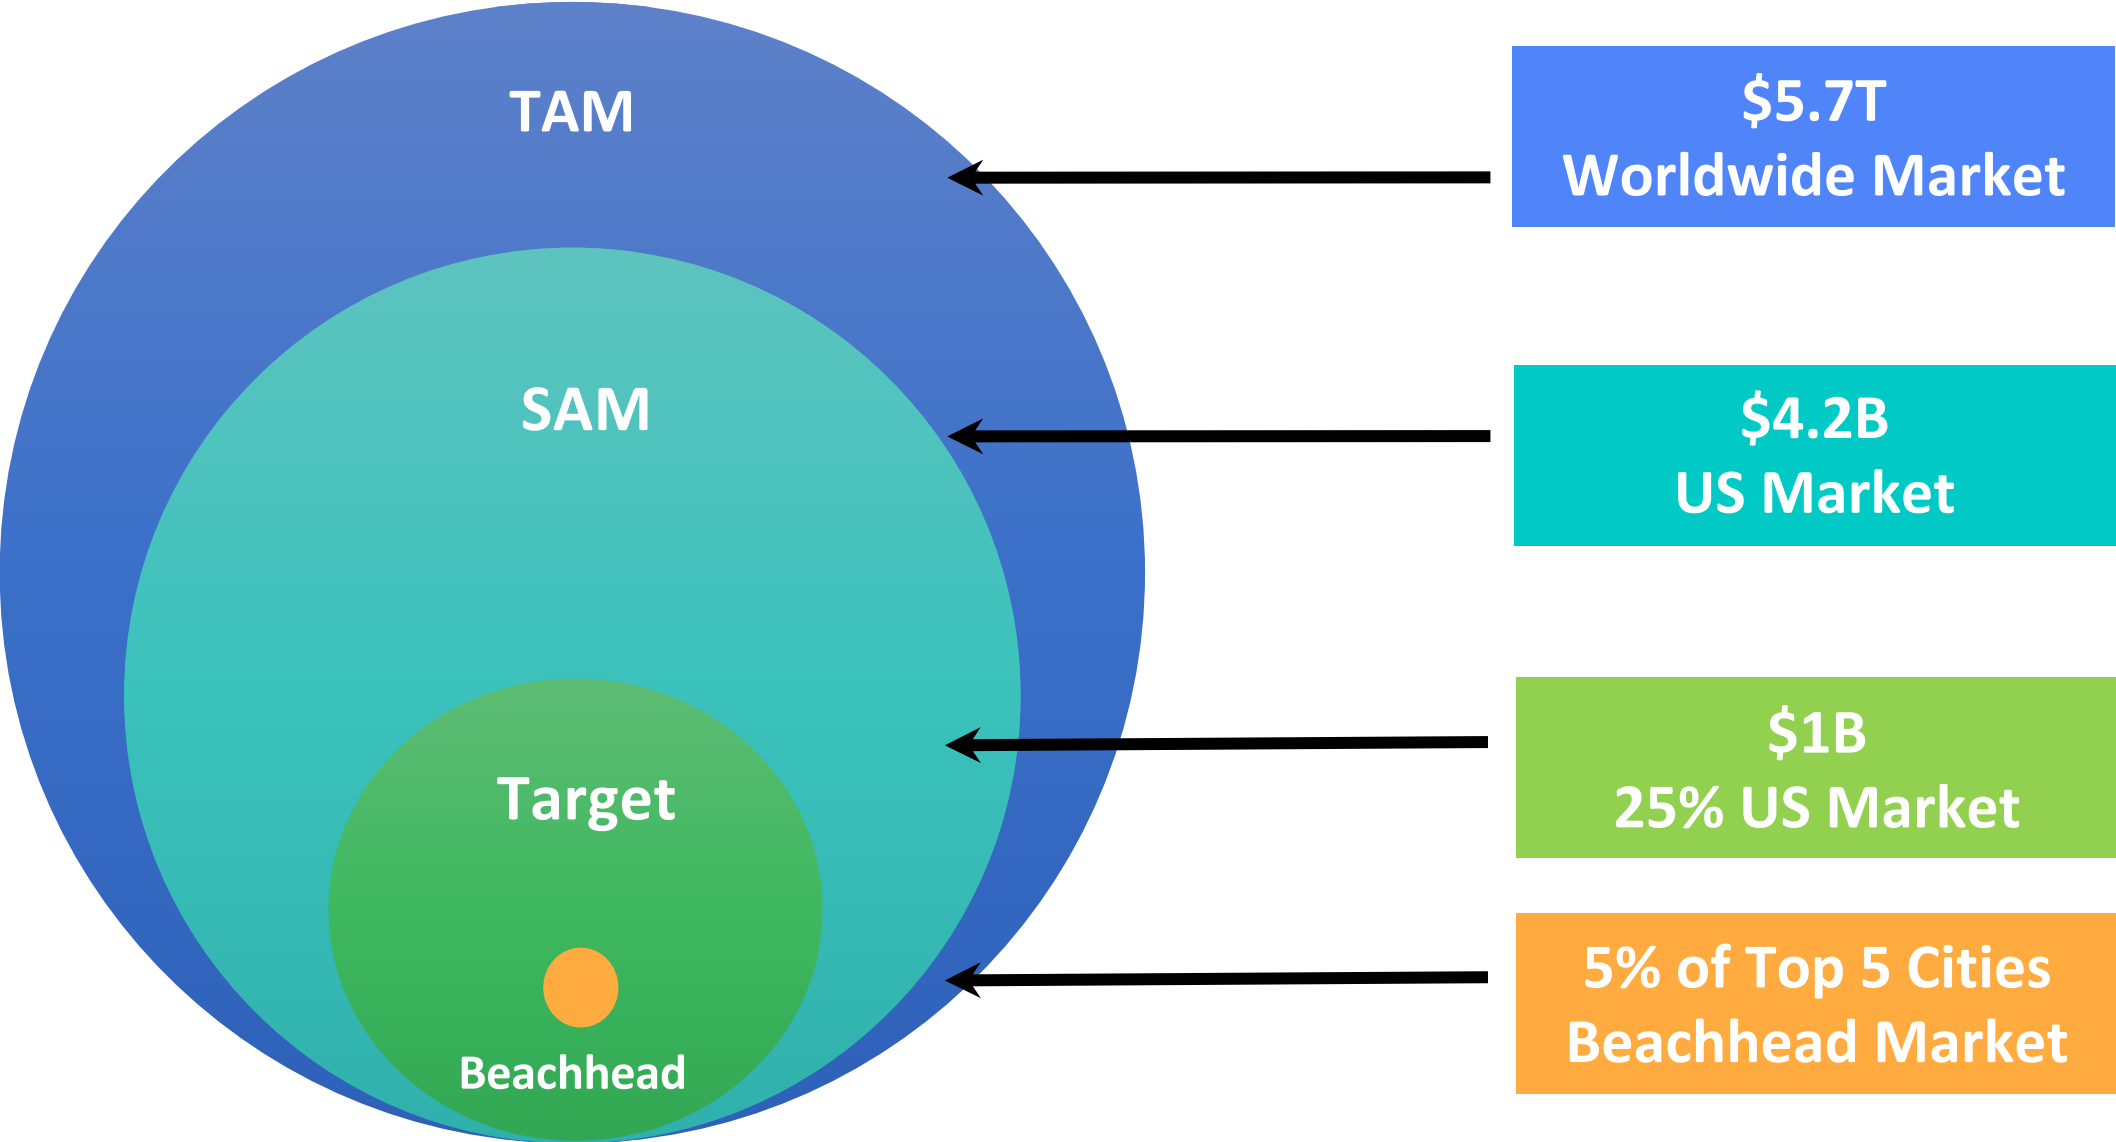 TAM
$5.7T
Worldwide Market
SAM
$4.2B
US Market
Target
$1B
25% US Market
Beachhead
5% of Top 5 Cities
Beachhead Market